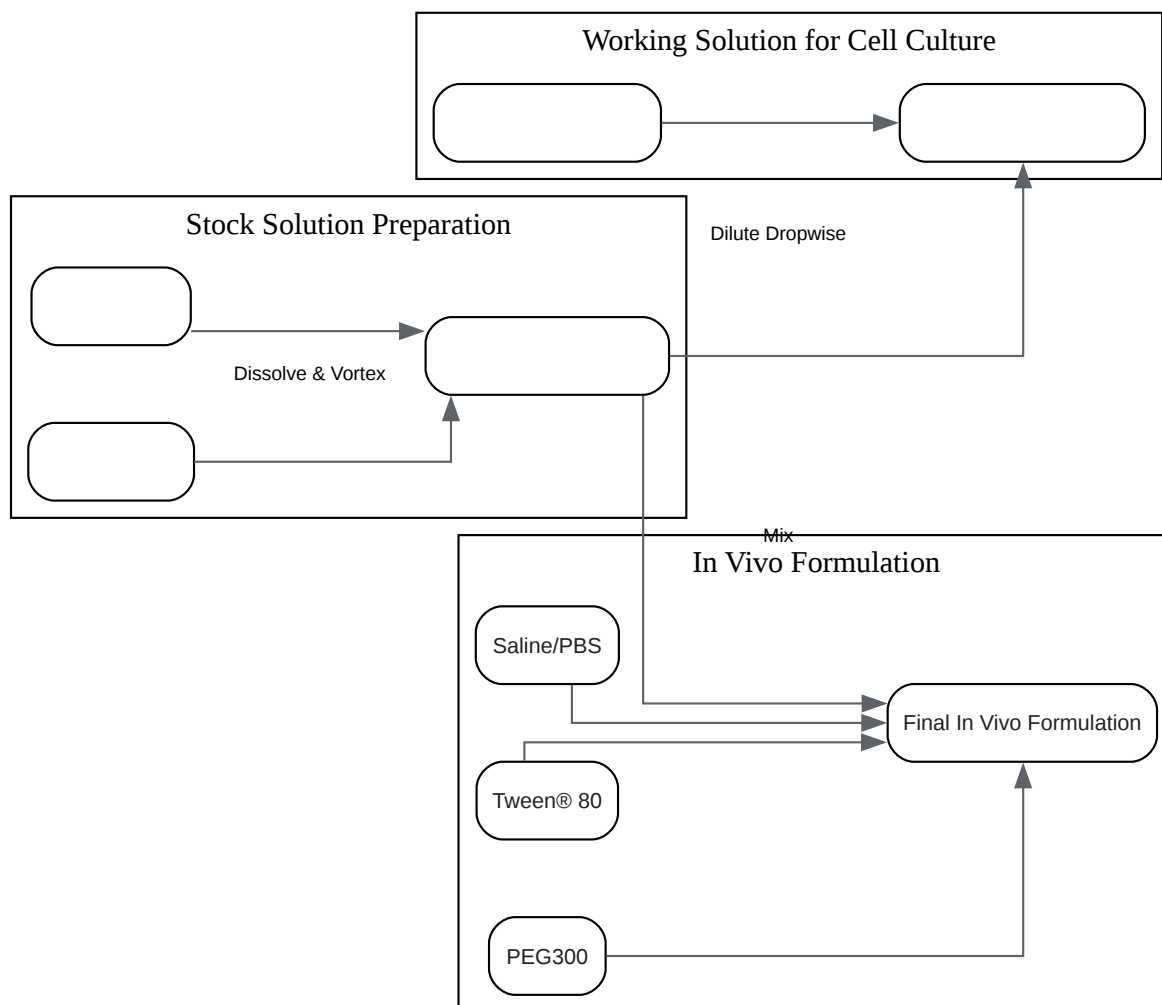 Working Solution for Cell Culture
Stock Solution Preparation
Dilute Dropwise
Dissolve & Vortex
Mix
In Vivo Formulation
Saline/PBS
Final In Vivo Formulation
Tween® 80
PEG300